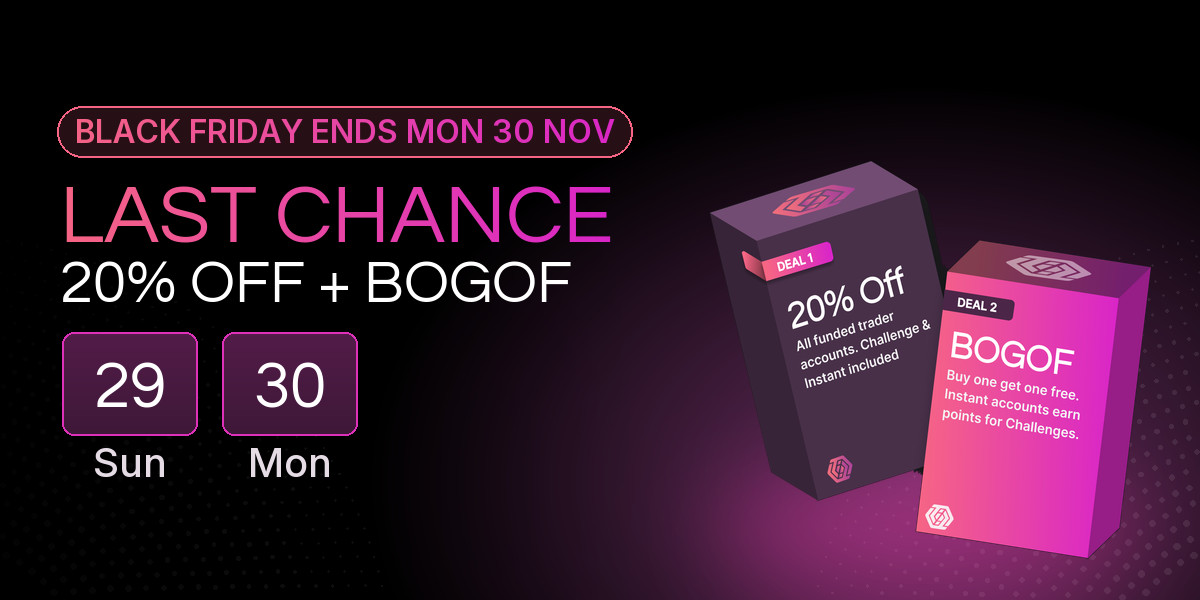 BLACK FRIDAY ENDS MON 30 NOV
LAST CHANCE
20% OFF + BOGOF
29
30
Sun
Mon
DEAL 1
20% Off
All funded trader
accounts. Challenge &
Instant included
DEAL 2
BOGOF
Buy one get one free.
Instant accounts earn
points for Challenges.